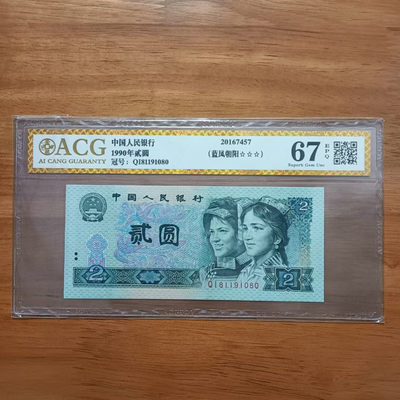 ACG
AI CANG GUARANTY
中国人民银行
1990年贰圆
冠号: QI81191080
20167457
(蓝凤朝阳☆☆☆)
67 EPQ
Superb Gem Unc
中国人民银行
贰圆
2
2
2
QI81191080